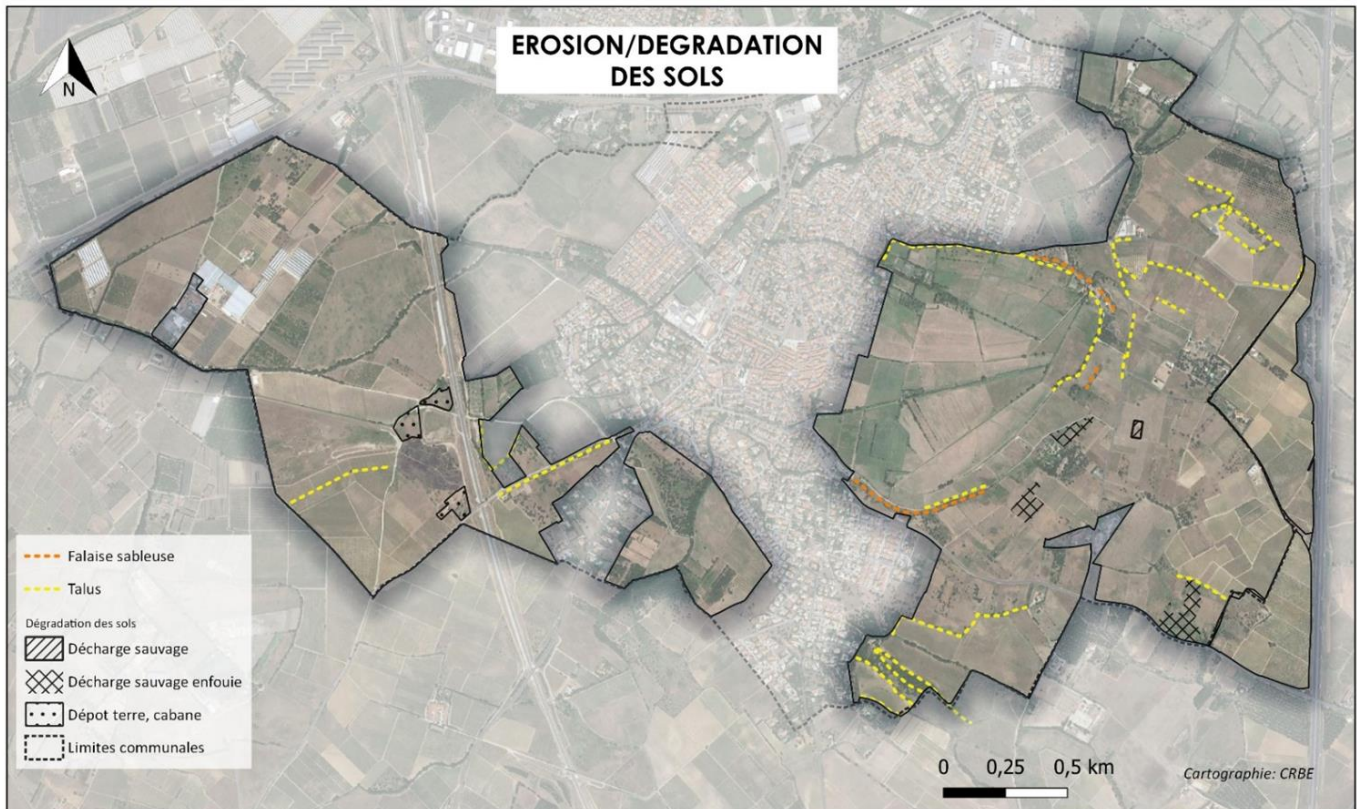 EROSION/DEGRADATION
DES SOLS
N
Falaise sableuse
Talus
Dégradation des sols
Décharge sauvage
Décharge sauvage enfouie
Dépot terre, cabane
Limites communales
0 0,25 0,5 km
Cartographie: CRBE